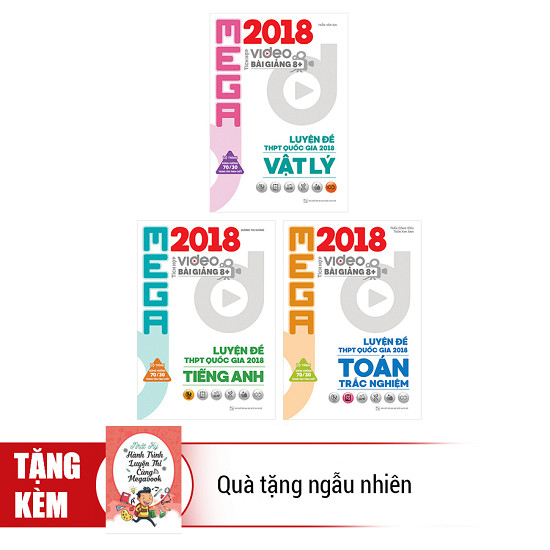 TRẦN VĂN HUY
MEGA
2018
TÍCH HỢP
video
BÀI GIẢNG 8+
LUYỆN ĐỀ
THPT QUỐC GIA 2018
VẬT LÝ
70/30
MEGA
2018
TÍCH HỢP
video
BÀI GIẢNG 8+
LUYỆN ĐỀ
THPT QUỐC GIA 2018
TIẾNG ANH
70/30
MEGA
2018
TÍCH HỢP
video
BÀI GIẢNG 8+
LUYỆN ĐỀ
THPT QUỐC GIA 2018
TOÁN
TRẮC NGHIỆM
70/30
TẶNG
KÈM
Nhật Ký
Hành Trình
Luyện Thi
Cùng
Megabook
Quà tặng ngẫu nhiên